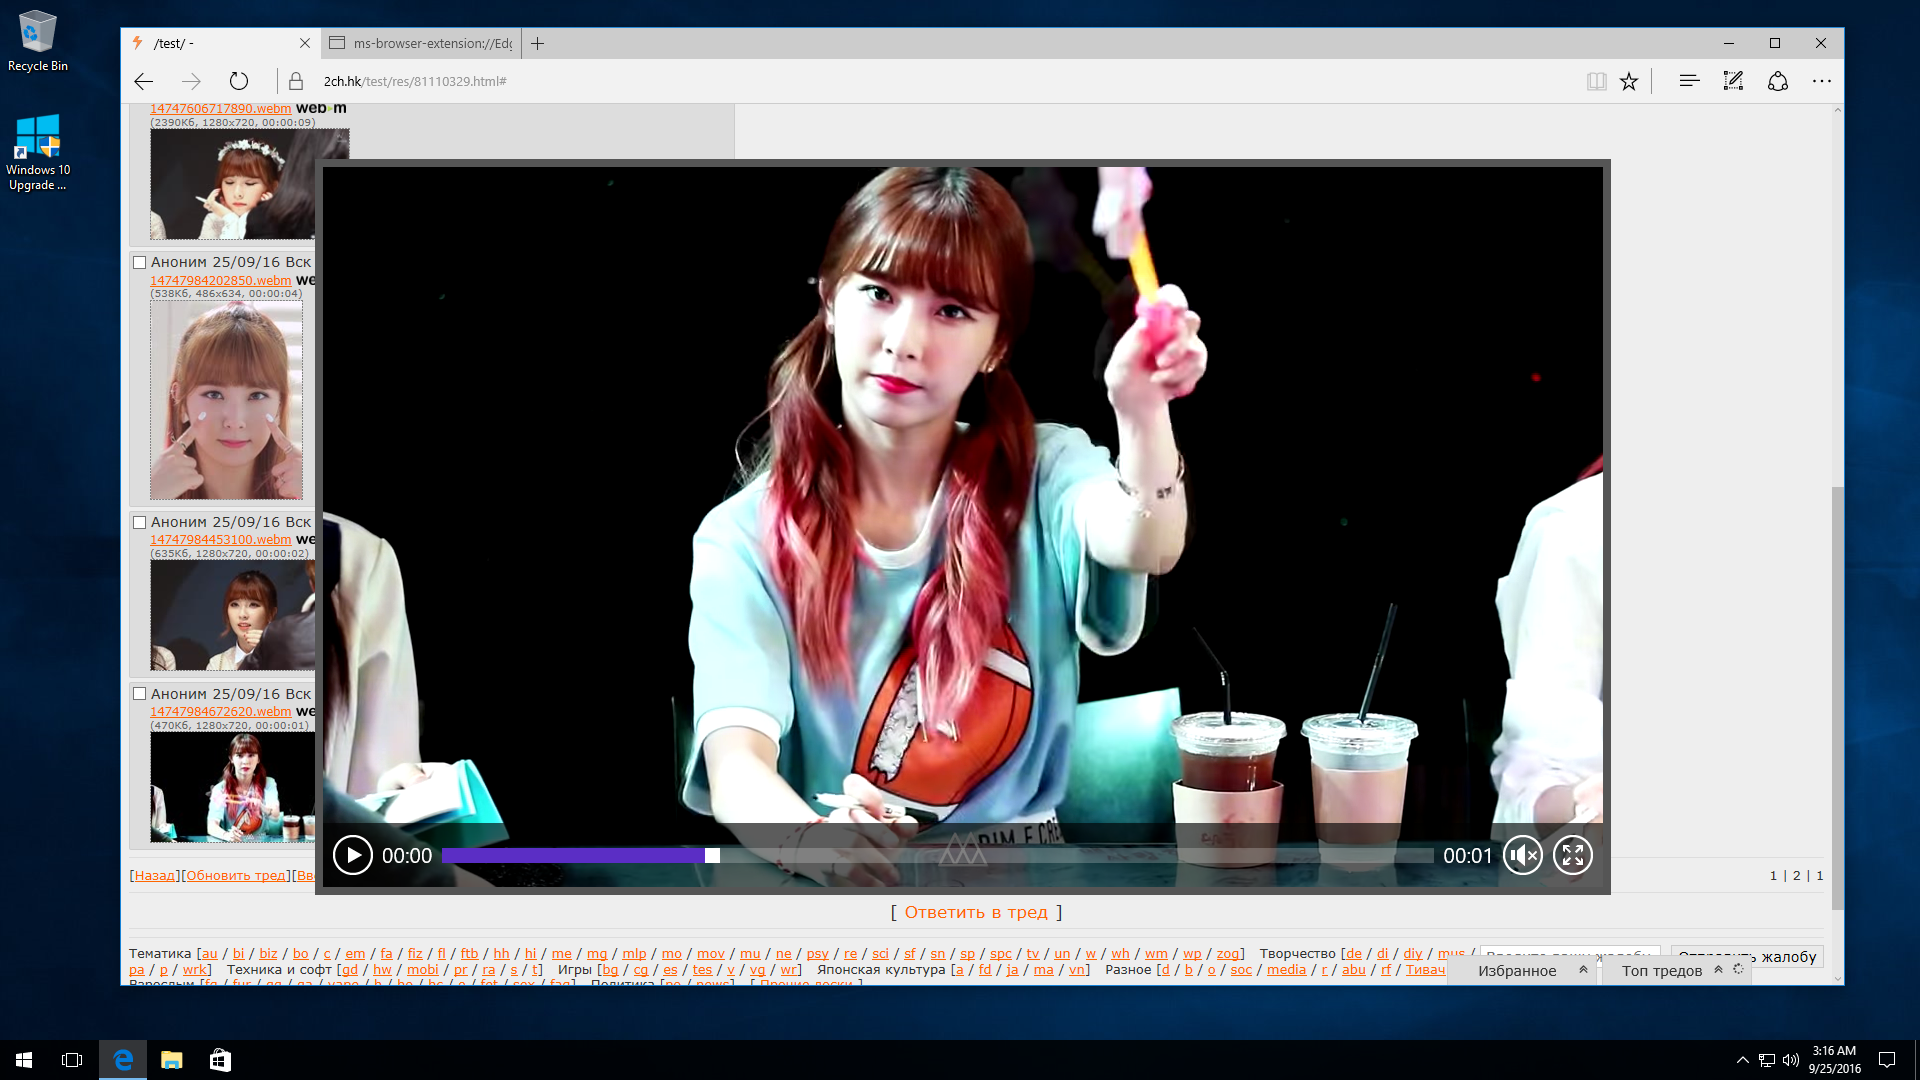 Recycle Bin
Windows 10
Upgrade ...
/test/ -
ms-browser-extension://Edg
2ch.hk/test/res/81110329.html#
14747606717890.webm web m
(2390Кб, 1280x720, 00:00:09)
Аноним 25/09/16 Вск
14747984202850.webm we
(538Кб, 486x634, 00:00:04)
Аноним 25/09/16 Вск
14747984453100.webm we
(635Кб, 1280x720, 00:00:02)
Аноним 25/09/16 Вск
14747984672620.webm we
(470Кб, 1280x720, 00:00:01)
00:00
00:01
[Назад][Обновить тред][Вв
1 | 2 | 1
[ Ответить в тред ]
Тематика [au / bi / biz / bo / c / em / fa / fiz / fl / ftb / hh / hi / me / mg / mlp / mo / mov / mu / ne / psy / re / sci / sf / sn / sp / spc / tv / un / w / wh / wm / wp / zog] Творчество [de / di / diy / mus /
pa / p / wrk] Техника и софт [gd / hw / mobi / pr / ra / s / t] Игры [bg / cg / es / tes / v / vg / wr] Японская культура [a / fd / ja / ma / vn] Разное [d / b / o / soc / media / r / abu / rf / Тивач
Отправить жалобу
Избранное
Топ тредов
3:16 AM
9/25/2016